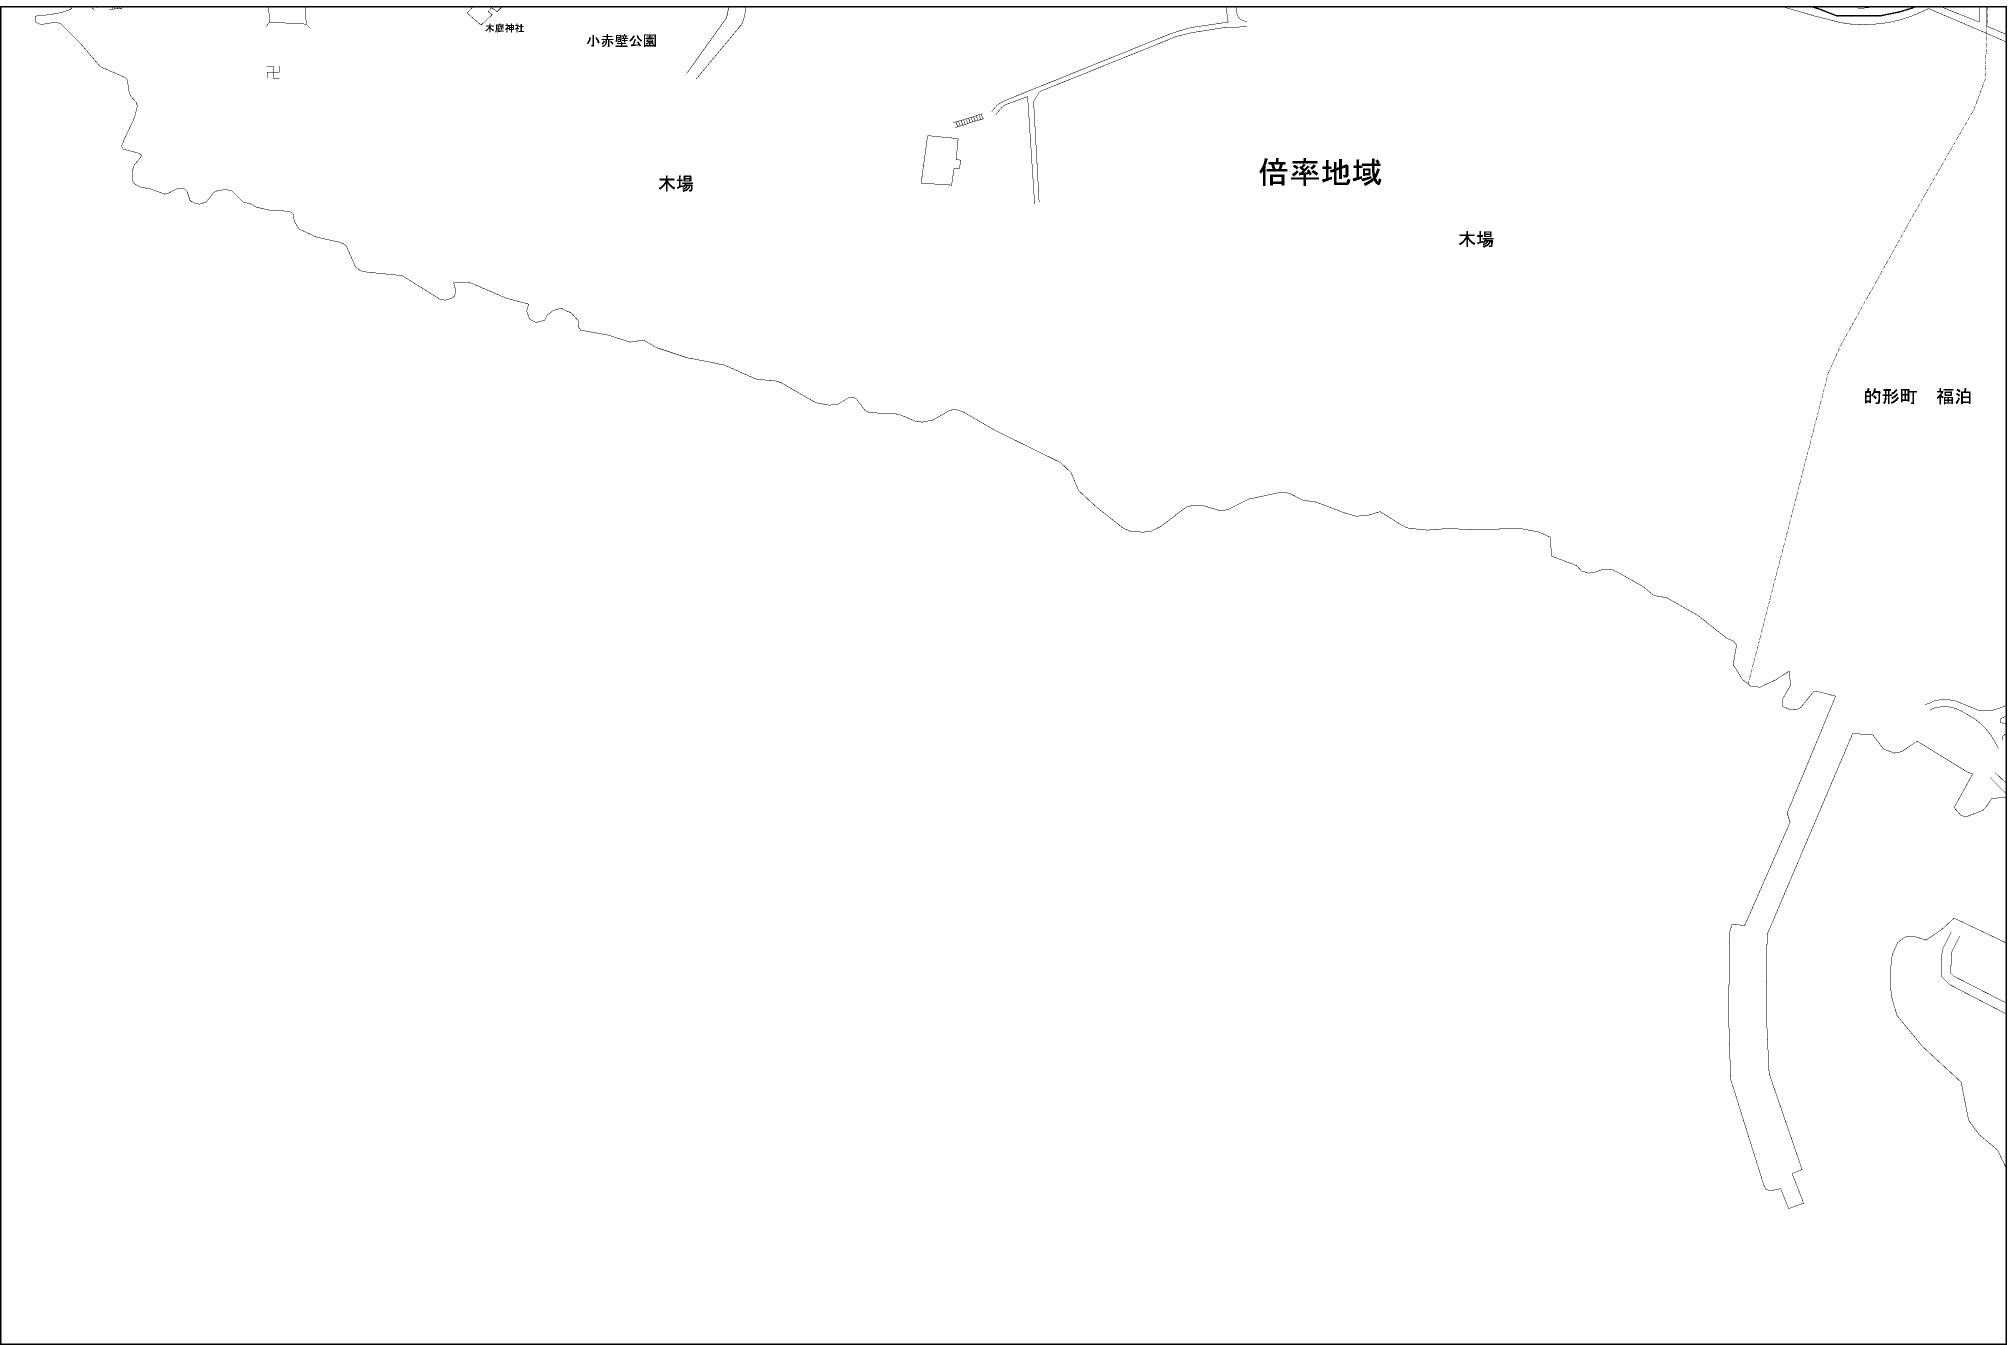 木庭神社
小赤壁公園
卍
木場
倍率地域
木場
的形町　福泊